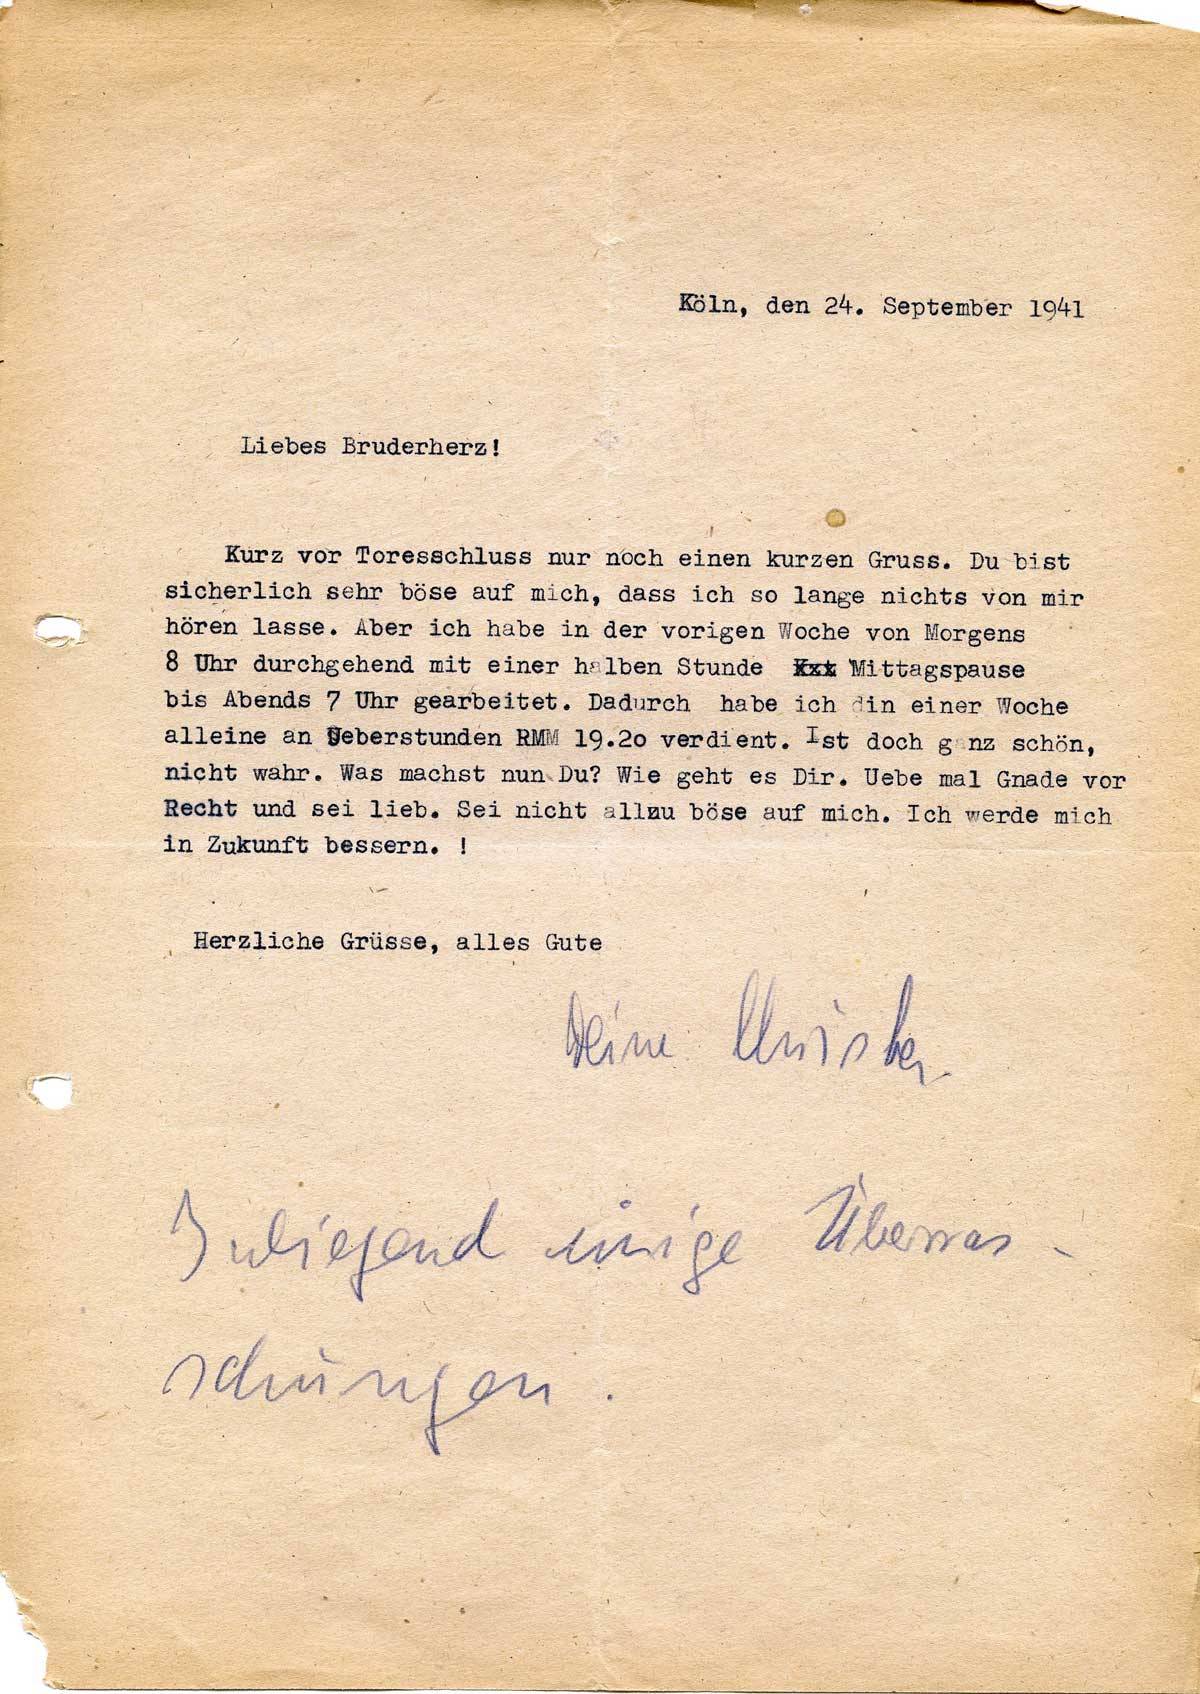 Köln, den 24. September 1941
Liebes Bruderherz!
Kurz vor Toresschluss nur noch einen kurzen Gruss. Du bist
sicherlich sehr böse auf mich, dass ich so lange nichts von mir
hören lasse. Aber ich habe in der vorigen Woche von Morgens
8 Uhr durchgehend mit einer halben Stunde Mittagspause
bis Abends 7 Uhr gearbeitet. Dadurch habe ich din einer Woche
alleine an Ueberstunden RMM 19.2o verdient. Ist doch ganz schön,
nicht wahr. Was machst nun Du? Wie geht es Dir. Uebe mal Gnade vor
Recht und sei lieb. Sei nicht allzu böse auf mich. Ich werde mich
in Zukunft bessern. !
Herzliche Grüsse, alles Gute
Deine
Inliegend einige Überras-
schungen.